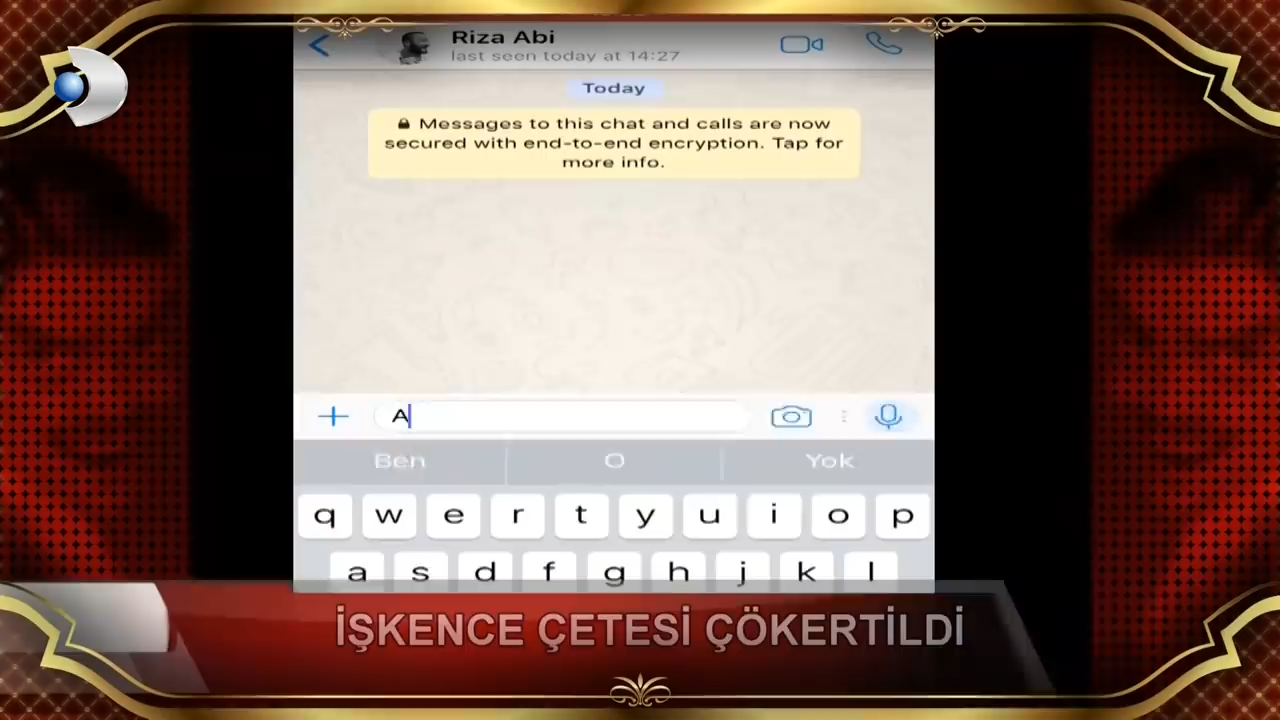 Riza Abi
last seen today at 14:27
Today
Messages to this chat and calls are now
secured with end-to-end encryption. Tap for
more info.
A
Ben O Yok
q w e r t y u i o p
a s d f g h j k l
İŞKENCE ÇETESİ ÇÖKERTİLDİ